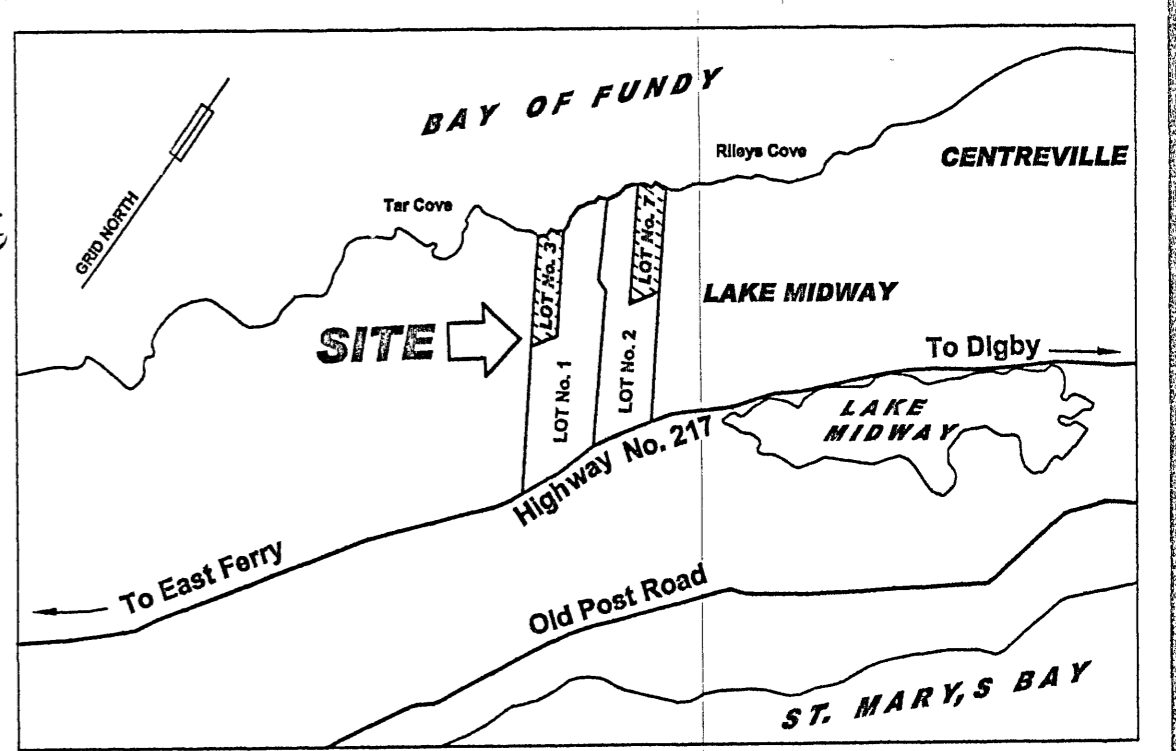 BAY OF FUNDY
Rileys Cove
CENTREVILLE
GRID NORTH
Tar Cove
LOT No. 3
LOT No. 7
LAKE MIDWAY
SITE
To Digby
LOT No. 1
LOT No. 2
LAKE
MIDWAY
Highway No. 217
To East Ferry
Old Post Road
ST. MARY,S BAY